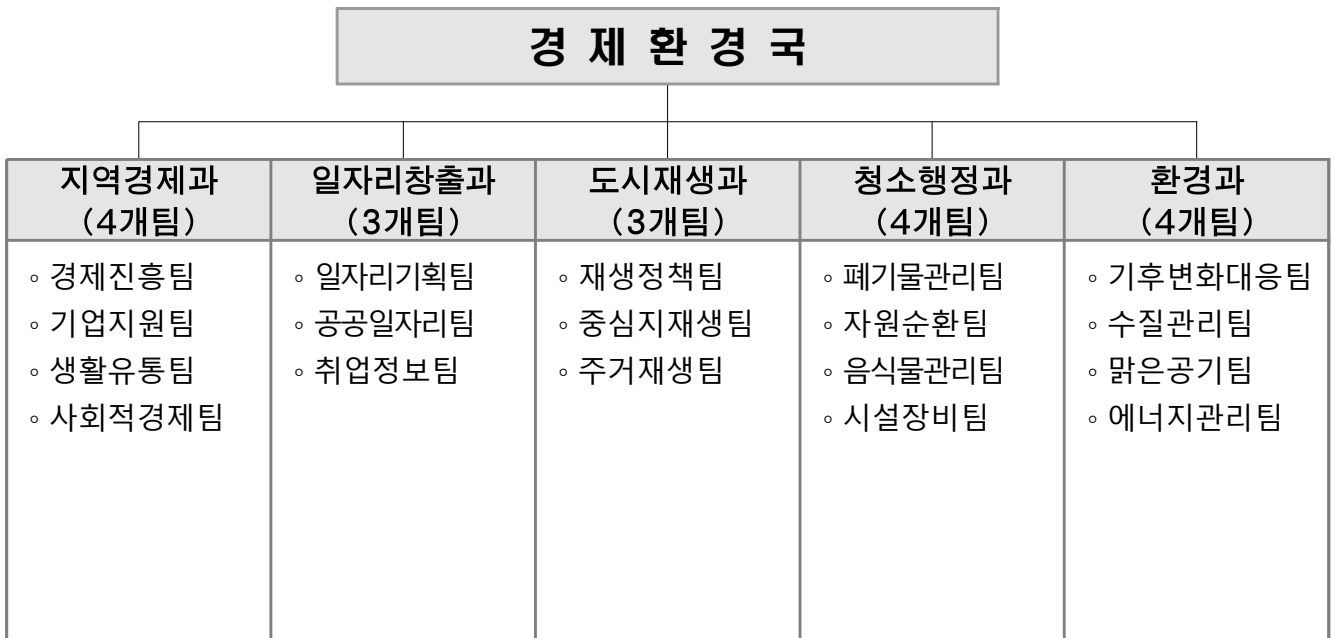 경 제 환 경 국
지역경제과
(4개팀)
◦ 경제진흥팀
◦ 기업지원팀
◦ 생활유통팀
◦ 사회적경제팀
일자리창출과
(3개팀)
◦ 일자리기획팀
◦ 공공일자리팀
◦ 취업정보팀
도시재생과
(3개팀)
◦ 재생정책팀
◦ 중심지재생팀
◦ 주거재생팀
청소행정과
(4개팀)
◦ 폐기물관리팀
◦ 자원순환팀
◦ 음식물관리팀
◦ 시설장비팀
환경과
(4개팀)
◦ 기후변화대응팀
◦ 수질관리팀
◦ 맑은공기팀
◦ 에너지관리팀